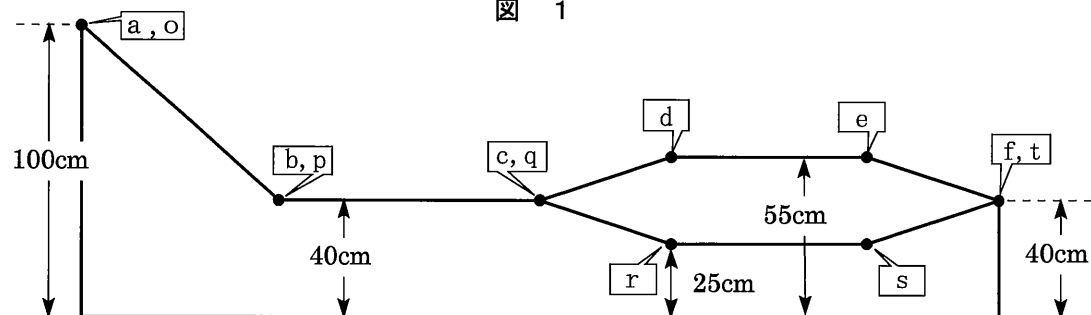 図 1
a,o
100cm
b,p
c,q
d
e
f,t
40cm
55cm
40cm
r
25cm
s